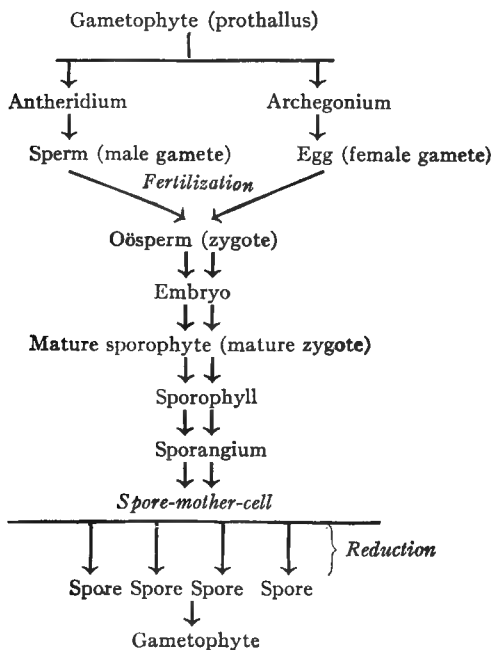 Gametophyte (prothallus)
Antheridium Archegonium
Sperm (male gamete) Egg (female gamete)
Fertilization
Oösperm (zygote)
Embryo
Mature sporophyte (mature zygote)
Sporophyll
Sporangium
Spore-mother-cell
Reduction
Spore Spore Spore Spore
Gametophyte